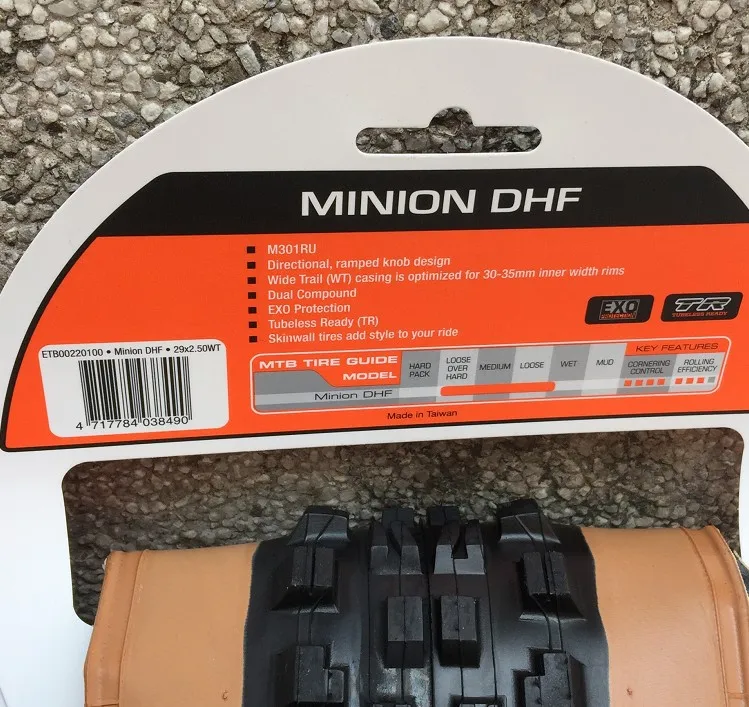 MINION DHF
M301RU
Directional, ramped knob design
Wide Trail (WT) casing is optimized for 30-35mm inner width rims
Dual Compound
EXO Protection
Tubeless Ready (TR)
Skinwall tires add style to your ride
EXO
PROTECTION
TR
TUBELESS READY
ETB00220100 • Minion DHF • 29x2.50WT
4 717784 038490
MTB TIRE GUIDE
MODEL
HARD
PACK
LOOSE
OVER
HARD
MEDIUM
LOOSE
WET
MUD
KEY FEATURES
CORNERING
CONTROL
ROLLING
EFFICIENCY
Minion DHF
Made in Taiwan